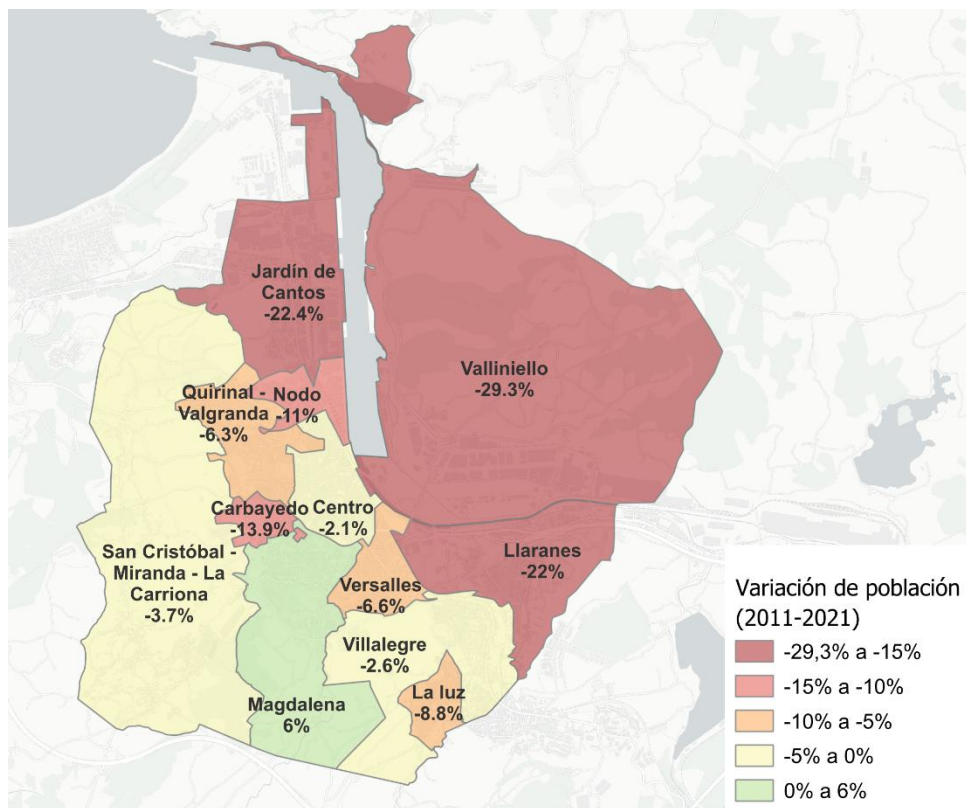 Jardín de
Cantos
-22.4%
Valliniello
-29.3%
Quirinal -
Valgranda
-6.3%
Nodo
-11%
Carbayedo
-13.9%
Centro
-2.1%
San Cristóbal -
Miranda - La
Carriona
-3.7%
Llaranes
-22%
Versalles
-6.6%
Villalegre
-2.6%
La luz
-8.8%
Magdalena
6%
Variación de población
(2011-2021)
-29,3% a -15%
-15% a -10%
-10% a -5%
-5% a 0%
0% a 6%